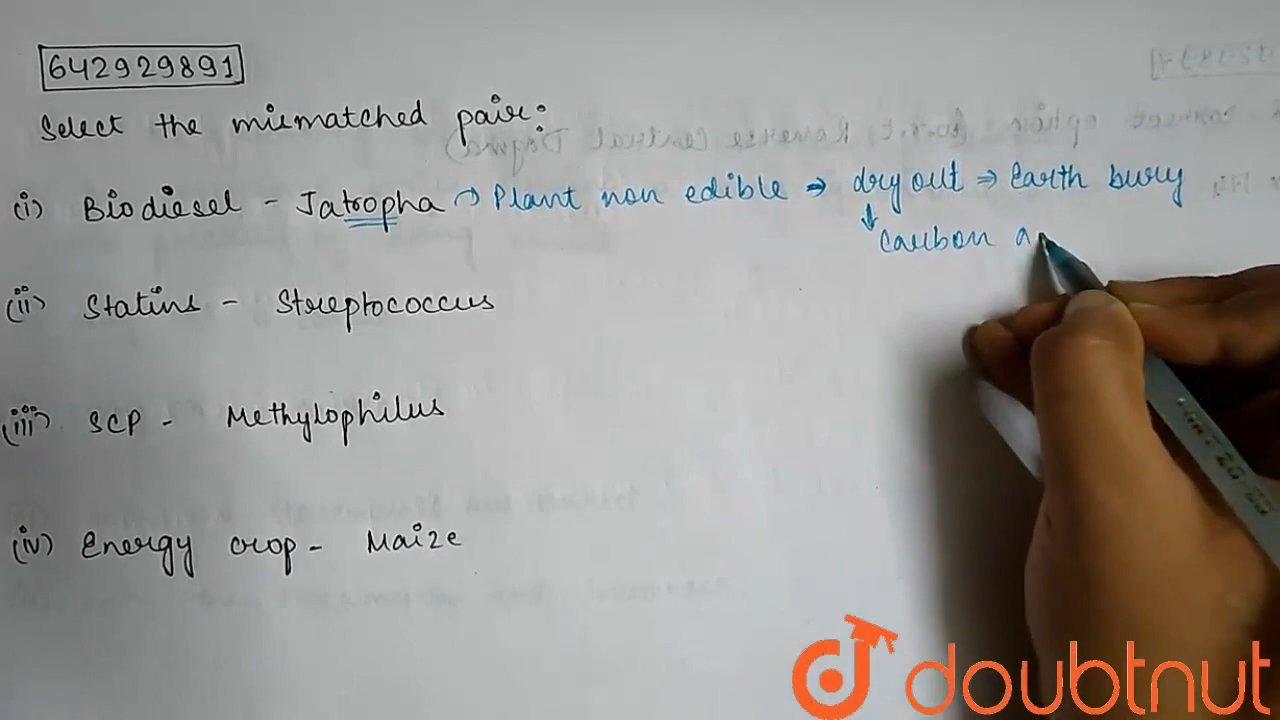 642929891
Select the mismatched pair:
(i) Biodiesel - Jatropha → Plant non edible ⇒ dry out ⇒ Earth bury
↓ Carbon a
(ii) Statins - Streptococcus
(iii) SCP - Methylophilus
(iv) Energy crop - Maize
doubtnut